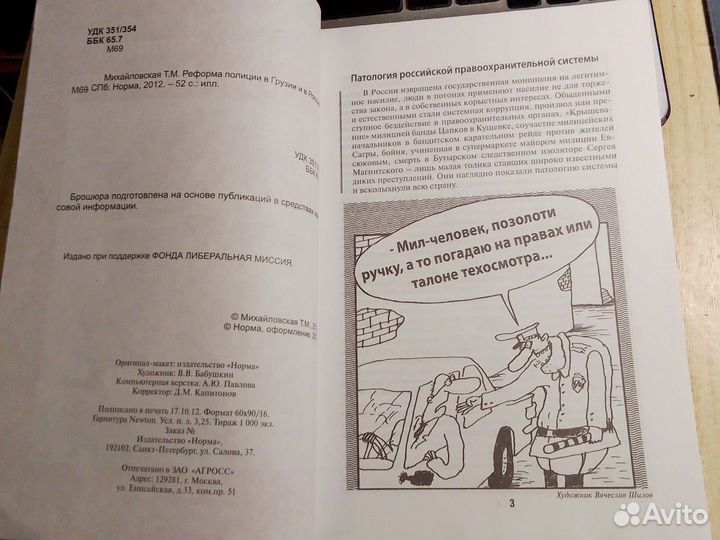 УДК 351/354
ББК 65.7
М69
Михайловская Т.М. Реформа полиции в Грузии и в
М69 СПб: Норма, 2012. – 52 с.: илл.
УДК 351/
ББК
Брошюра подготовлена на основе публикаций в средствах
совой информации.
Издано при поддержке ФОНДА ЛИБЕРАЛЬНАЯ МИССИЯ.
© Михайловская Т.М,
© Норма, оформление,
Оригинал-макет: издательство «Норма»
Художник: В.В. Бабушкин
Компьютерная верстка: А.Ю. Павлова
Корректор: Д.М. Капитонов
Подписано в печать 17.10.12. Формат 60х90/16.
Гарнитура Newton. Усл. п. л. 3,25. Тираж 1 000 экз.
Заказ №
Издательство «Норма»,
192102, Санкт-Петербург, ул. Салова, 37.
Отпечатано в ЗАО «АГРОСС»
Адрес: 129281, г. Москва,
ул. Енисейская, д.33, ком.пр. 51
Патология российской правоохранительной системы
В России извращена государственная монополия на легитим-
ное насилие, люди в погонах применяют насилие не для торже-
ства закона, а в собственных корыстных интересах. Обыденными
и естественными стали системная коррупция, произвол или пре-
ступное бездействие в правоохранительных органах. «Крышева-
ние» милицией банды Цапков в Кущевке, соучастие милицейских
начальников в бандитском карательном рейде против жителей
Сагры, бойня, учиненная в супермаркете майором милиции Ев-
сюковым, смерть в Бутырском следственном изоляторе Сергея
Магнитского – лишь малая толика ставших широко известными
диких преступлений. Они наглядно показали патологию системы
и всколыхнули всю страну.
- Мил-человек, позолоти
ручку, а то погадаю на правах или
талоне техосмотра...
Художник Вячеслав Шилов
3
Avito